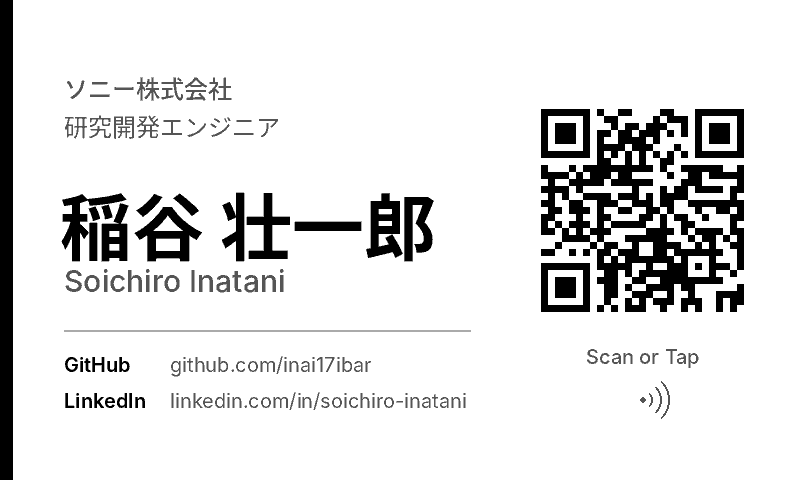 ソニー株式会社
研究開発エンジニア
稲谷 壮一郎
Soichiro Inatani
GitHub github.com/inai17ibar
LinkedIn linkedin.com/in/soichiro-inatani
Scan or Tap